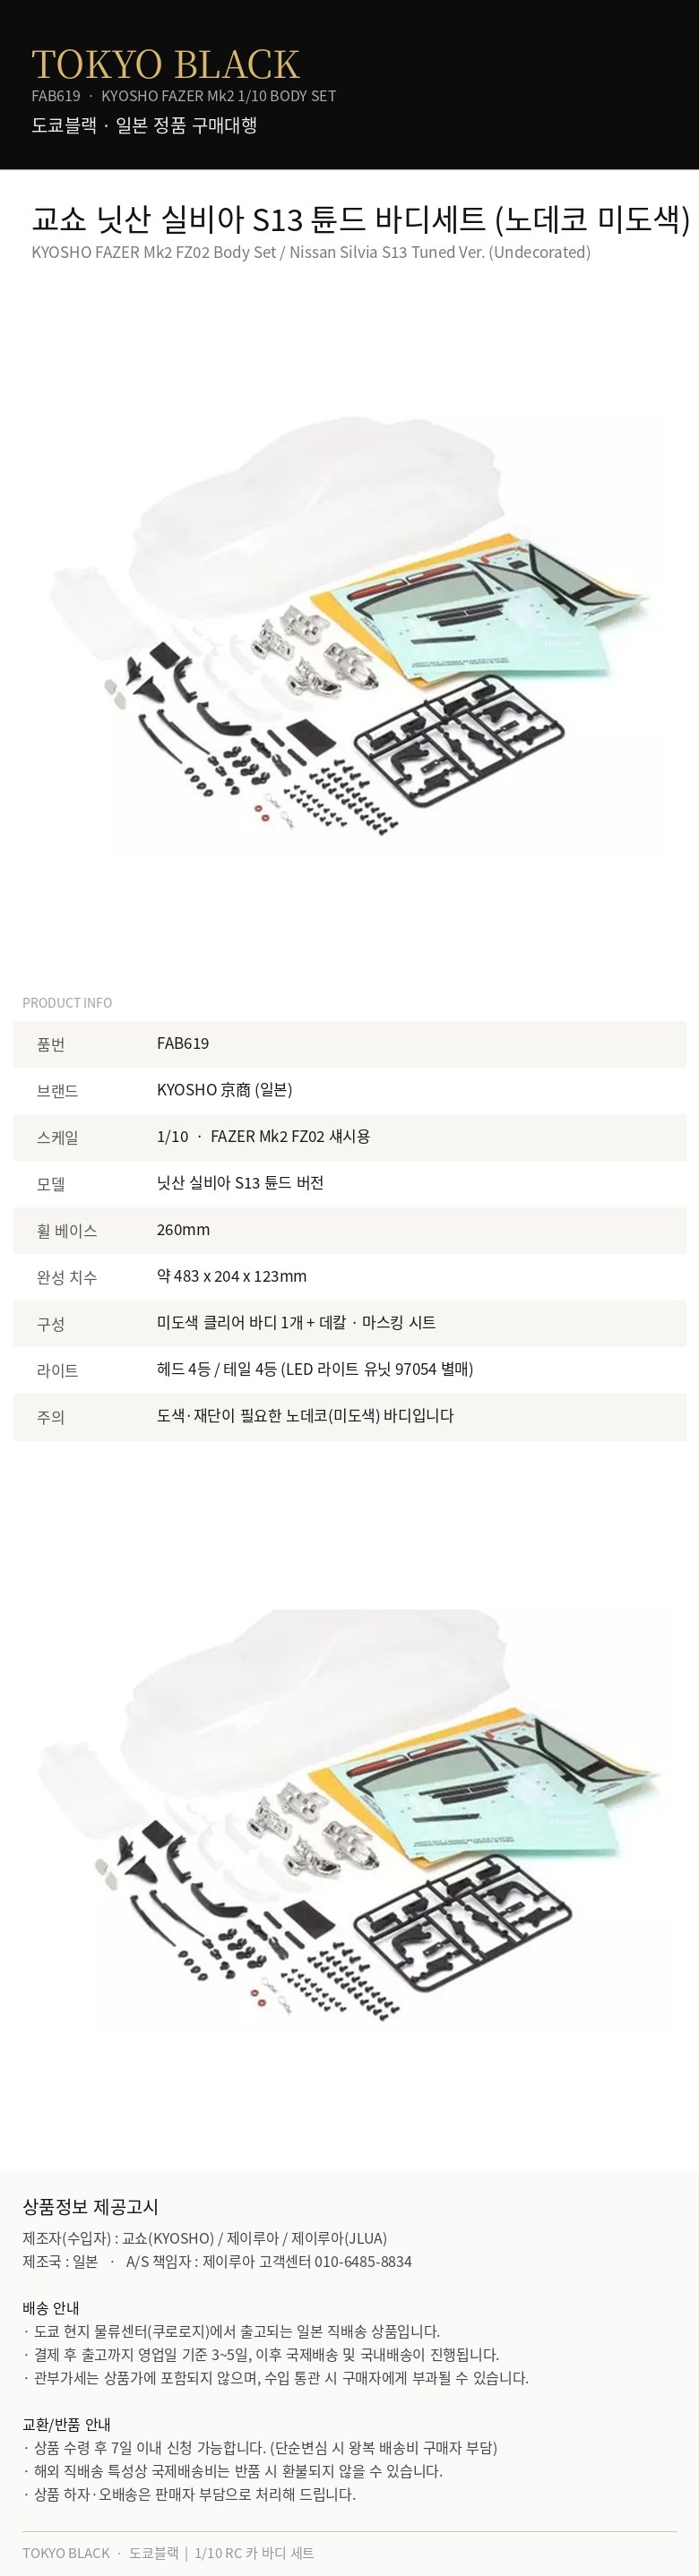 TOKYO BLACK
FAB619 · KYOSHO FAZER Mk2 1/10 BODY SET
도쿄블랙 · 일본 정품 구매대행
교쇼 닛산 실비아 S13 튠드 바디세트 (노데코 미도색)
KYOSHO FAZER Mk2 FZ02 Body Set / Nissan Silvia S13 Tuned Ver. (Undecorated)
PRODUCT INFO
품번 FAB619
브랜드 KYOSHO 京商 (일본)
스케일 1/10 · FAZER Mk2 FZ02 섀시용
모델 닛산 실비아 S13 튠드 버전
휠 베이스 260mm
완성 치수 약 483 x 204 x 123mm
구성 미도색 클리어 바디 1개 + 데칼 · 마스킹 시트
라이트 헤드 4등 / 테일 4등 (LED 라이트 유닛 97054 별매)
주의 도색·재단이 필요한 노데코(미도색) 바디입니다
상품정보 제공고시
제조자(수입자) : 교쇼(KYOSHO) / 제이루아 / 제이루아(JLUA)
제조국 : 일본 · A/S 책임자 : 제이루아 고객센터 010-6485-8834
배송 안내
· 도쿄 현지 물류센터(쿠로로지)에서 출고되는 일본 직배송 상품입니다.
· 결제 후 출고까지 영업일 기준 3~5일, 이후 국제배송 및 국내배송이 진행됩니다.
· 관부가세는 상품가에 포함되지 않으며, 수입 통관 시 구매자에게 부과될 수 있습니다.
교환/반품 안내
· 상품 수령 후 7일 이내 신청 가능합니다. (단순변심 시 왕복 배송비 구매자 부담)
· 해외 직배송 특성상 국제배송비는 반품 시 환불되지 않을 수 있습니다.
· 상품 하자·오배송은 판매자 부담으로 처리해 드립니다.
TOKYO BLACK · 도쿄블랙 | 1/10 RC 카 바디 세트